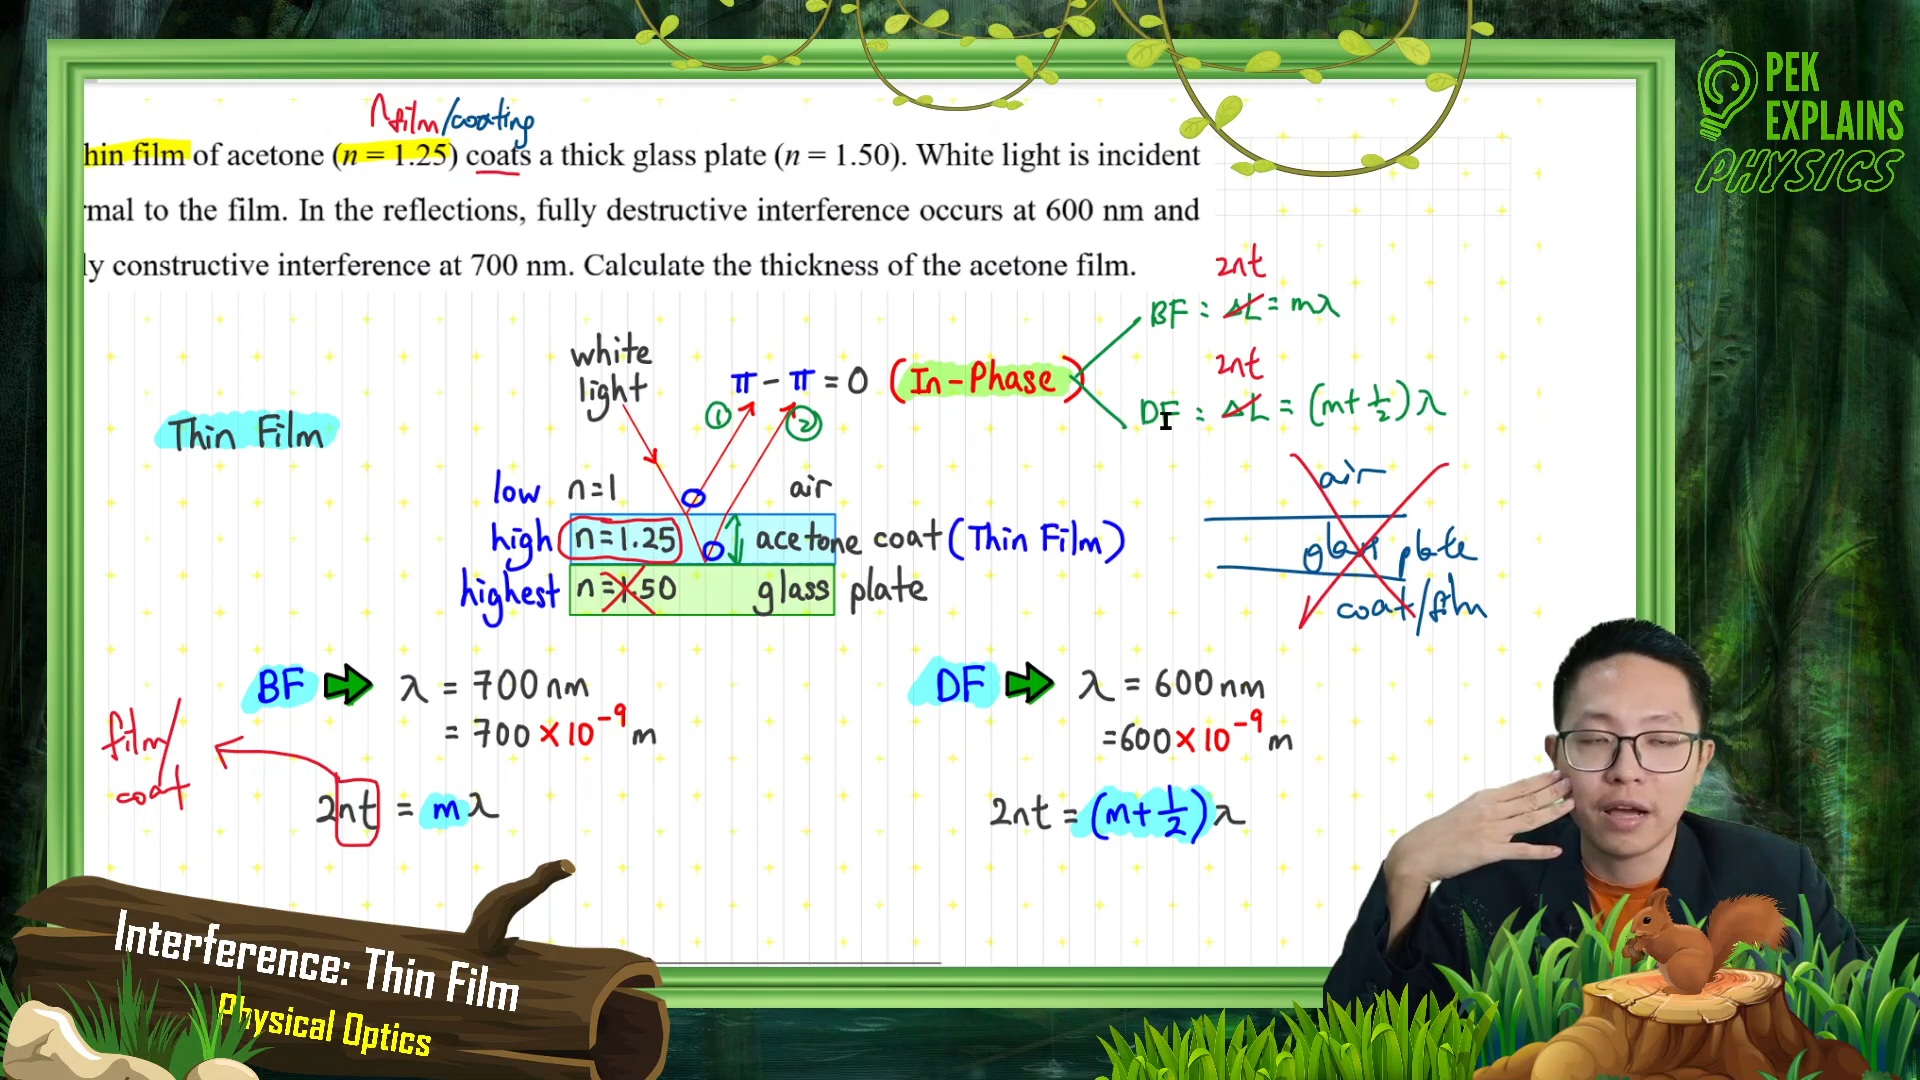 PEK
EXPLAINS
PHYSICS
nfilm/coating
hin film of acetone (n = 1.25) coats a thick glass plate (n = 1.50). White light is incident
rmal to the film. In the reflections, fully destructive interference occurs at 600 nm and
ly constructive interference at 700 nm. Calculate the thickness of the acetone film.
2nt
BF : ΔL = mλ
2nt
DF : ΔL = (m+½)λ
white
light
π - π = 0 (In-Phase)
① ②
Thin Film
low n=1 air
high n=1.25 acetone coat (Thin Film)
highest n=1.50 glass plate
air
glass plate
coat/film
BF λ = 700 nm
= 700 ×10⁻⁹ m
film/
coat
2nt = mλ
DF λ = 600 nm
=600 ×10⁻⁹ m
2nt = (m+½)λ
Interference: Thin Film
Physical Optics